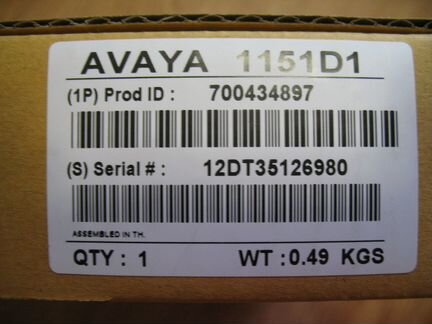 AVAYA 1151D1
(1P) Prod ID : 700434897
(S) Serial # : 12DT35126980
ASSEMBLED IN TH.
QTY : 1 WT :0.49 KGS